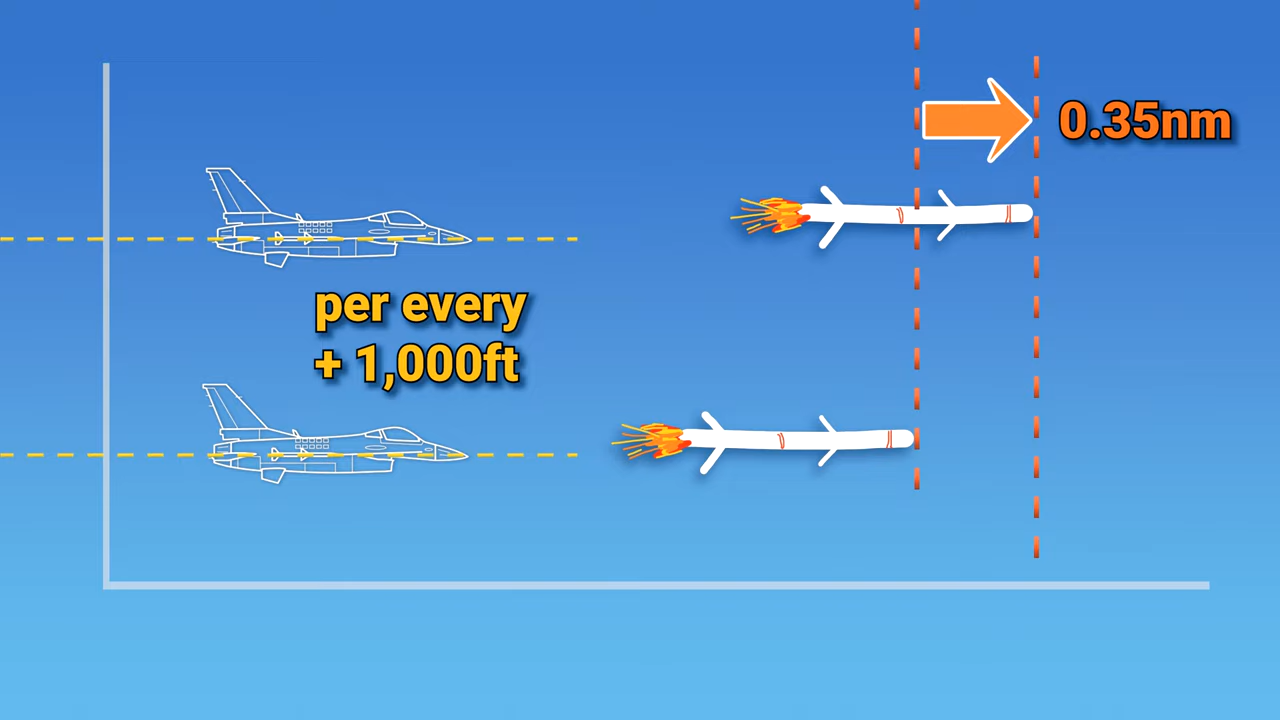 0.35nm
per every
+ 1,000ft